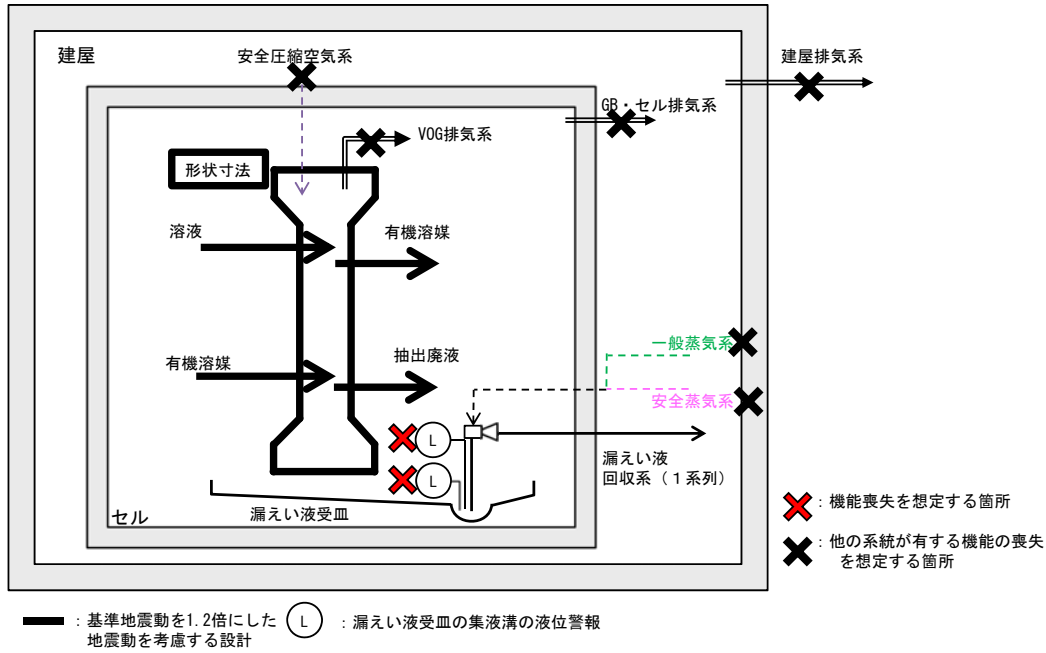 建屋
安全圧縮空気系
建屋排気系
GB・セル排気系
VOG排気系
形状寸法
溶液
有機溶媒
一般蒸気系
有機溶媒
抽出廃液
安全蒸気系
L
漏えい液
回収系（１系列）
L
セル
漏えい液受皿
：機能喪失を想定する箇所
：他の系統が有する機能の喪失
を想定する箇所
：基準地震動を1.2倍にした
地震動を考慮する設計
L
：漏えい液受皿の集液溝の液位警報